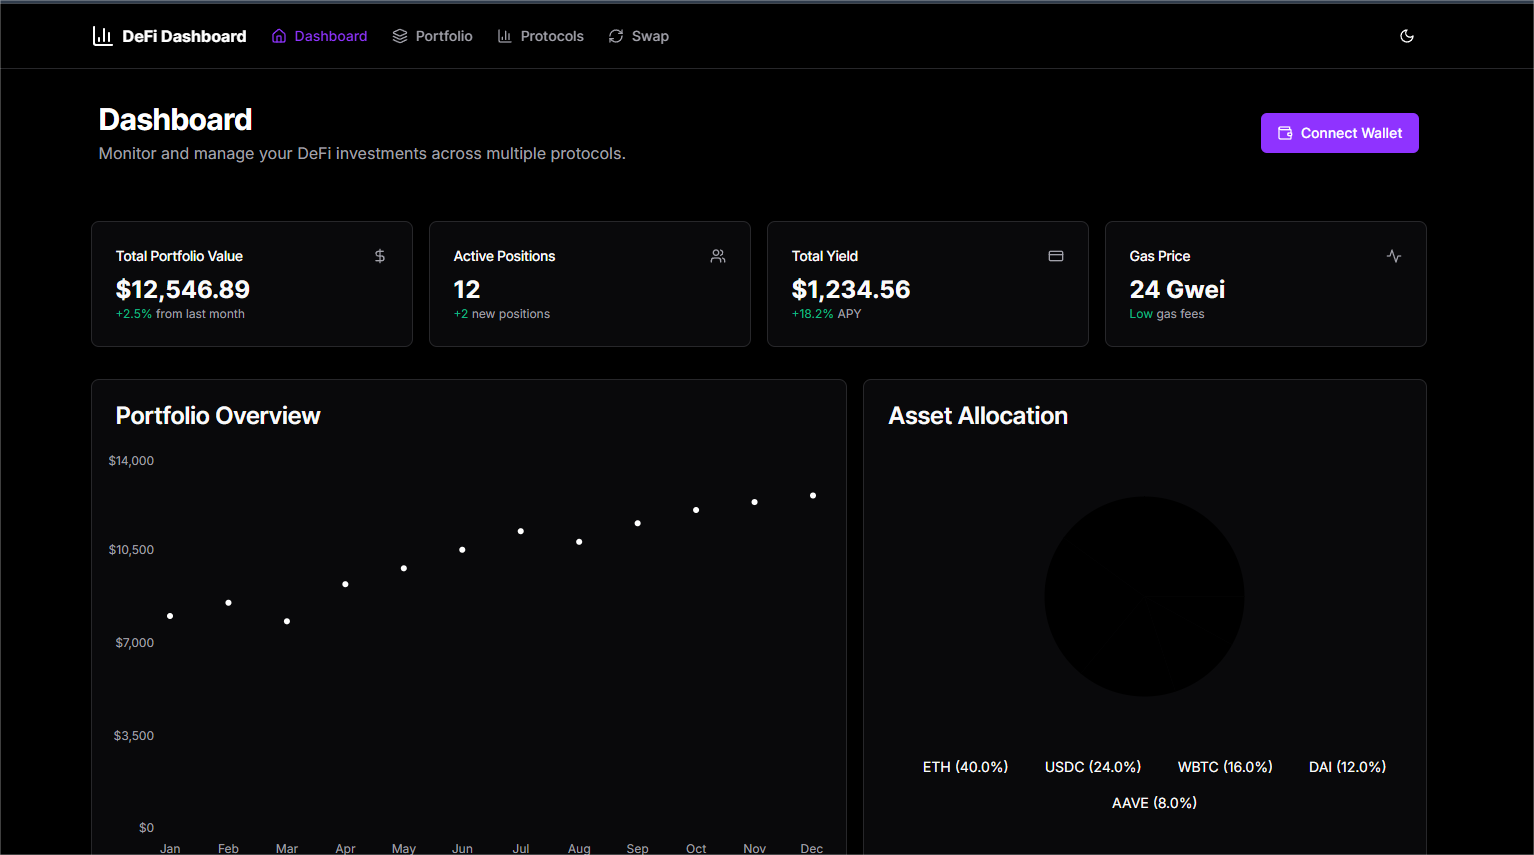 DeFi Dashboard Dashboard Portfolio Protocols Swap
Dashboard
Monitor and manage your DeFi investments across multiple protocols.
Connect Wallet
Total Portfolio Value
$12,546.89
+2.5% from last month
Active Positions
12
+2 new positions
Total Yield
$1,234.56
+18.2% APY
Gas Price
24 Gwei
Low gas fees
Portfolio Overview
$14,000
$10,500
$7,000
$3,500
$0
Jan Feb Mar Apr May Jun Jul Aug Sep Oct Nov Dec
Asset Allocation
ETH (40.0%) USDC (24.0%) WBTC (16.0%) DAI (12.0%)
AAVE (8.0%)